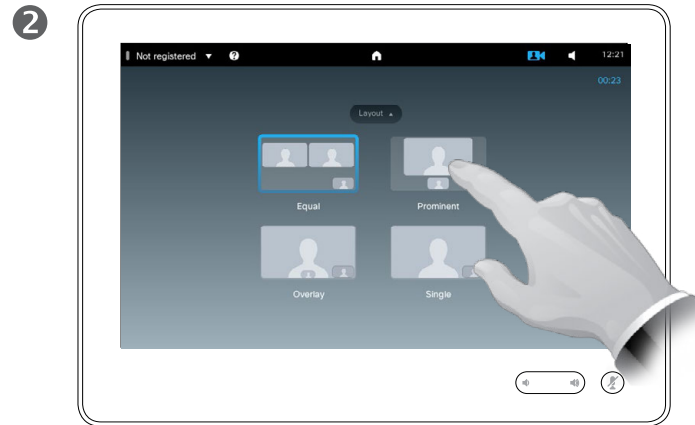 2
Not registered ? 12:21
00:23
Layout
Equal Prominent
Overlay Single